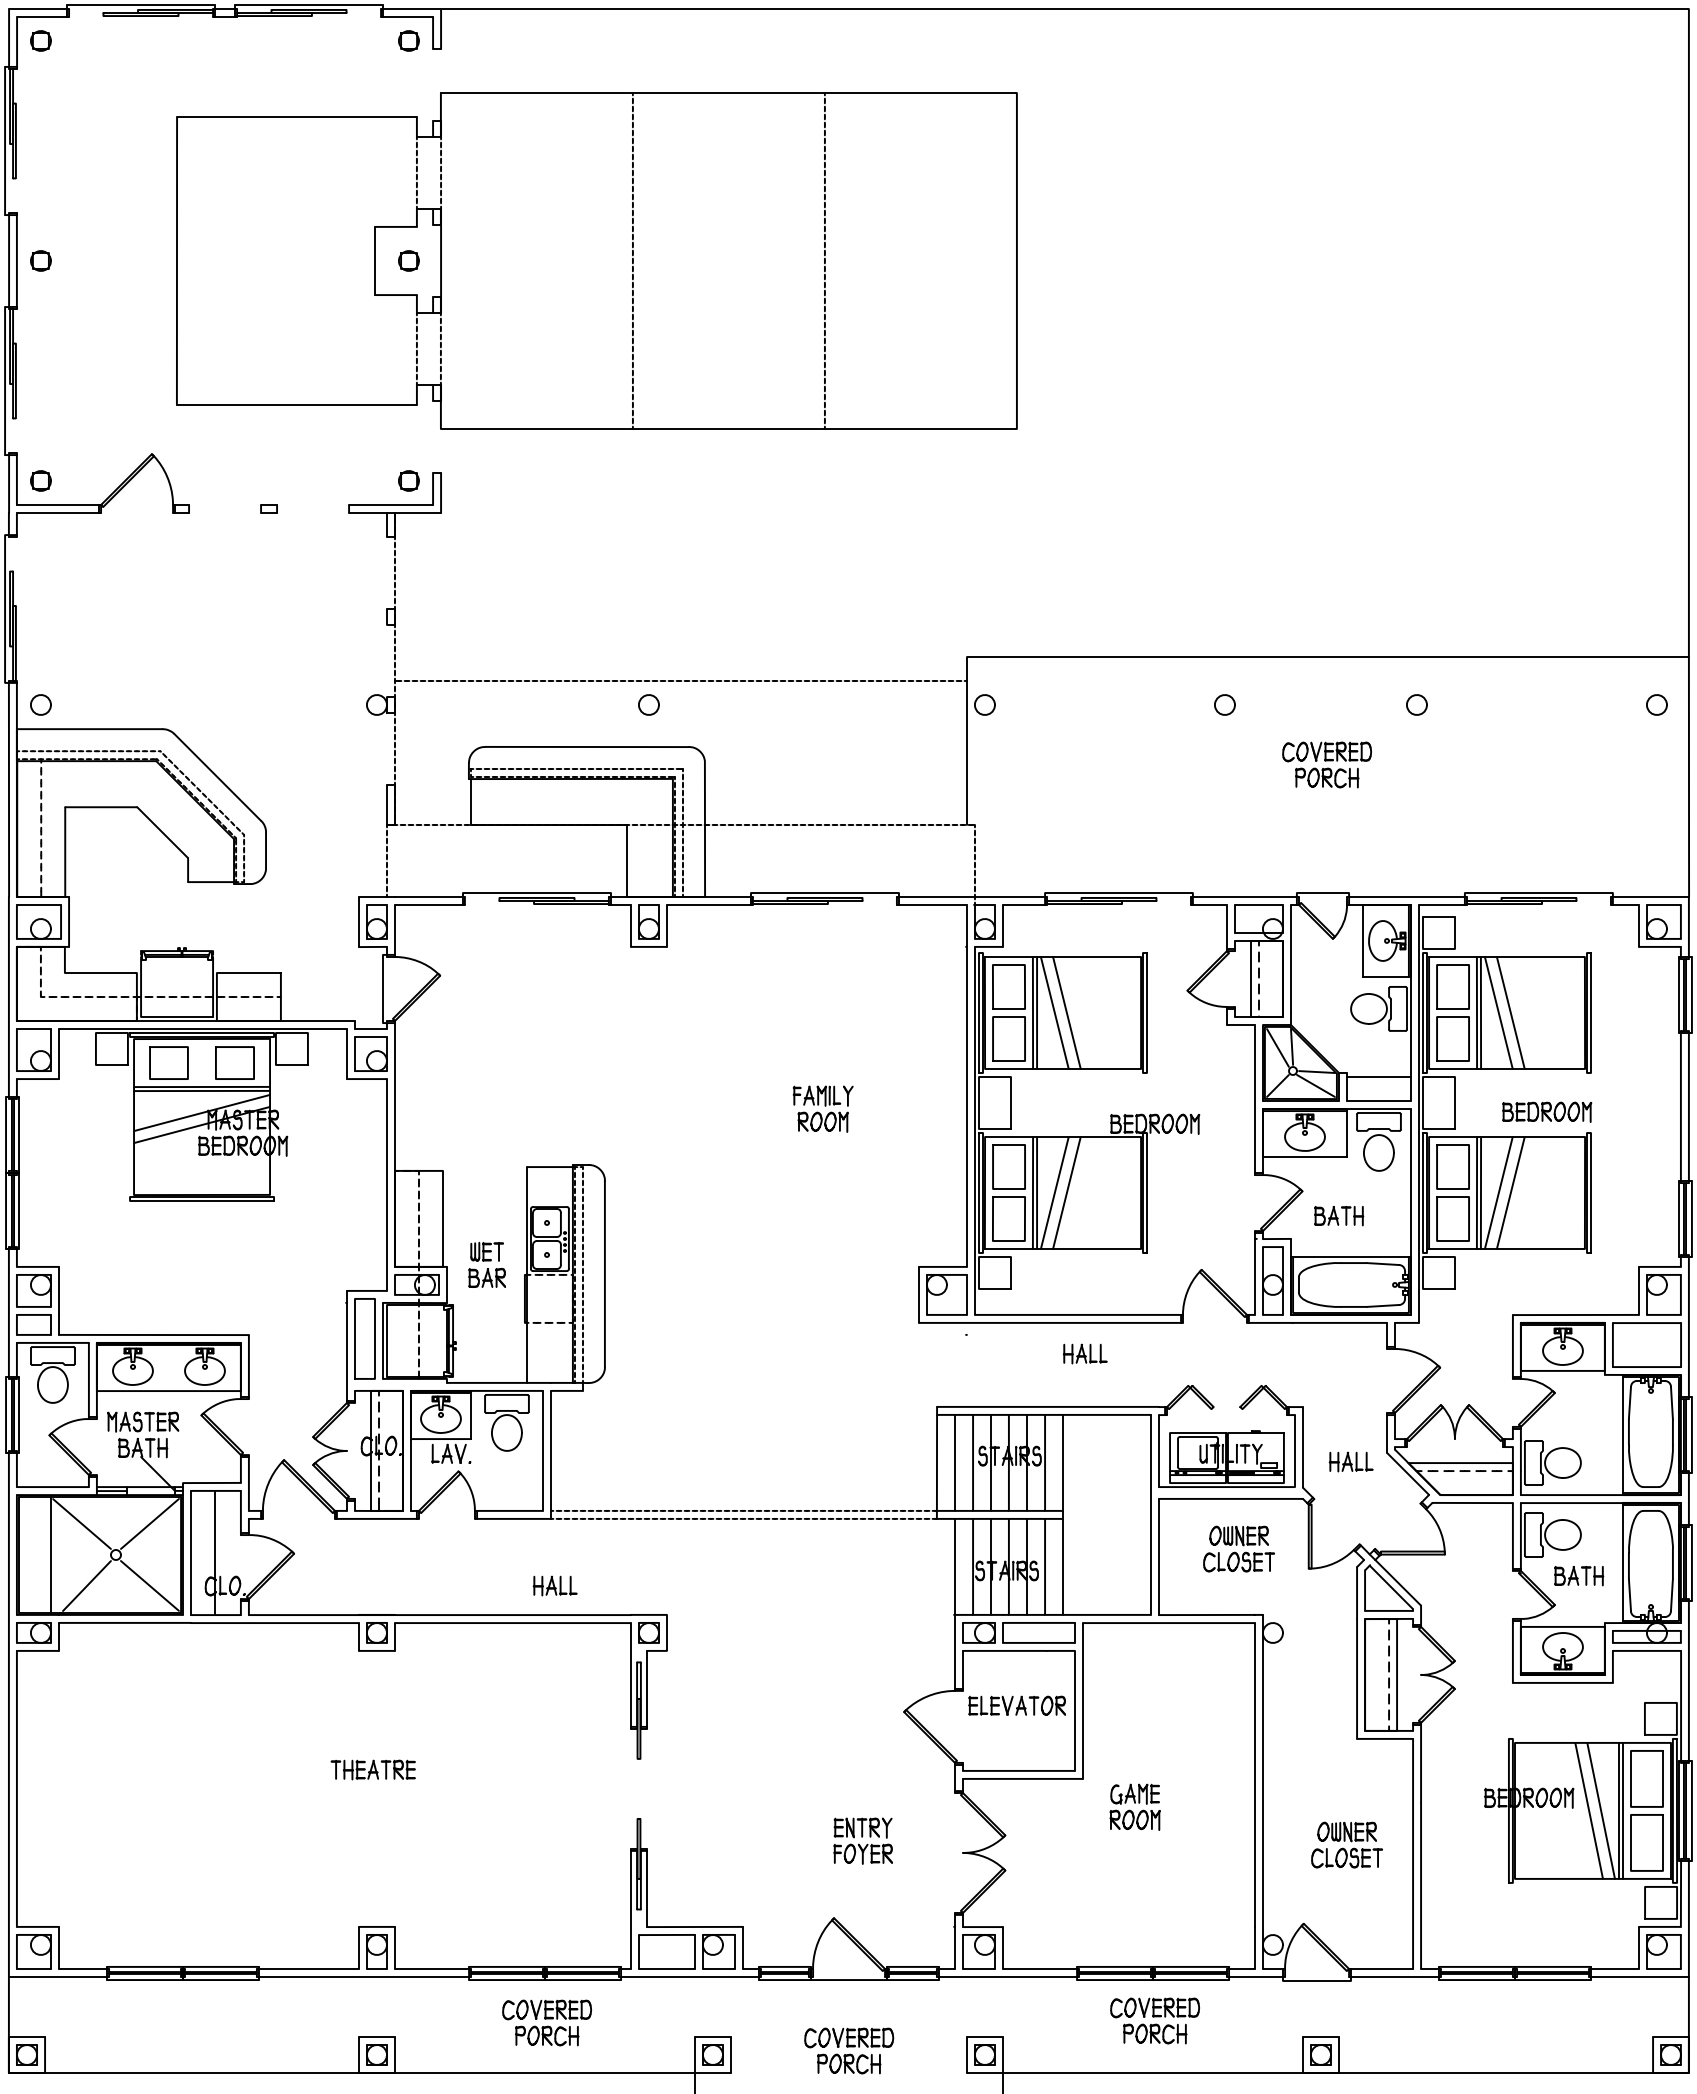 COVERED
PORCH
FAMILY
ROOM
MASTER
BEDROOM
BEDROOM
BEDROOM
BATH
WET
BAR
HALL
MASTER
BATH
CLO.
LAV.
STAIRS
UTILITY
HALL
OWNER
CLOSET
STAIRS
BATH
CLO.
HALL
ELEVATOR
THEATRE
GAME
ROOM
BEDROOM
ENTRY
FOYER
OWNER
CLOSET
COVERED
PORCH
COVERED
PORCH
COVERED
PORCH